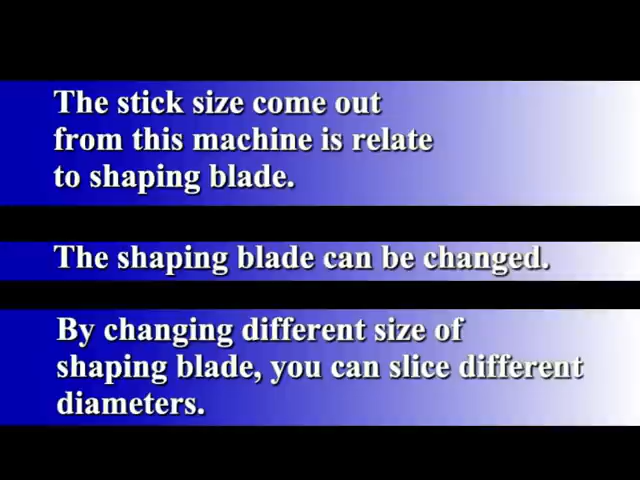 The stick size come out
from this machine is relate
to shaping blade.
The shaping blade can be changed.
By changing different size of
shaping blade, you can slice different
diameters.